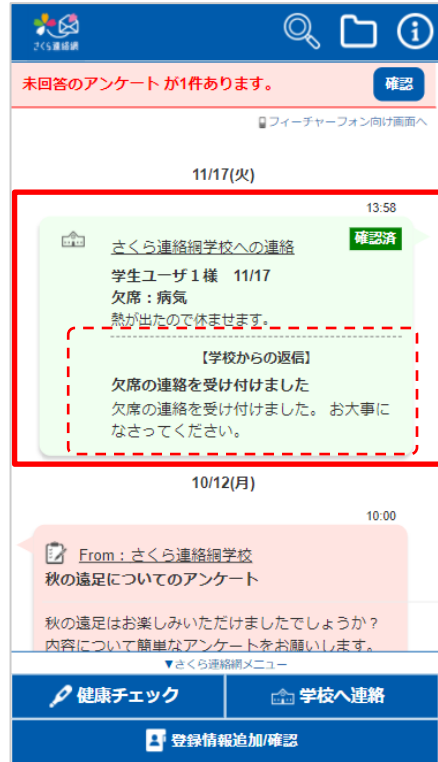 さくら連絡網
未回答のアンケート が1件あります。
確認
フィーチャーフォン向け画面へ
11/17(火)
13:58
さくら連絡網学校への連絡
確認済
学生ユーザ１様 11/17
欠席：病気
熱が出たので休ませます。
【学校からの返信】
欠席の連絡を受け付けました
欠席の連絡を受け付けました。 お大事に
なさってください。
10/12(月)
10:00
From：さくら連絡網学校
秋の遠足についてのアンケート
秋の遠足はお楽しみいただけましたでしょうか？
内容について簡単なアンケートをお願いします。
▼さくら連絡網メニュー
健康チェック
学校へ連絡
登録情報追加/確認